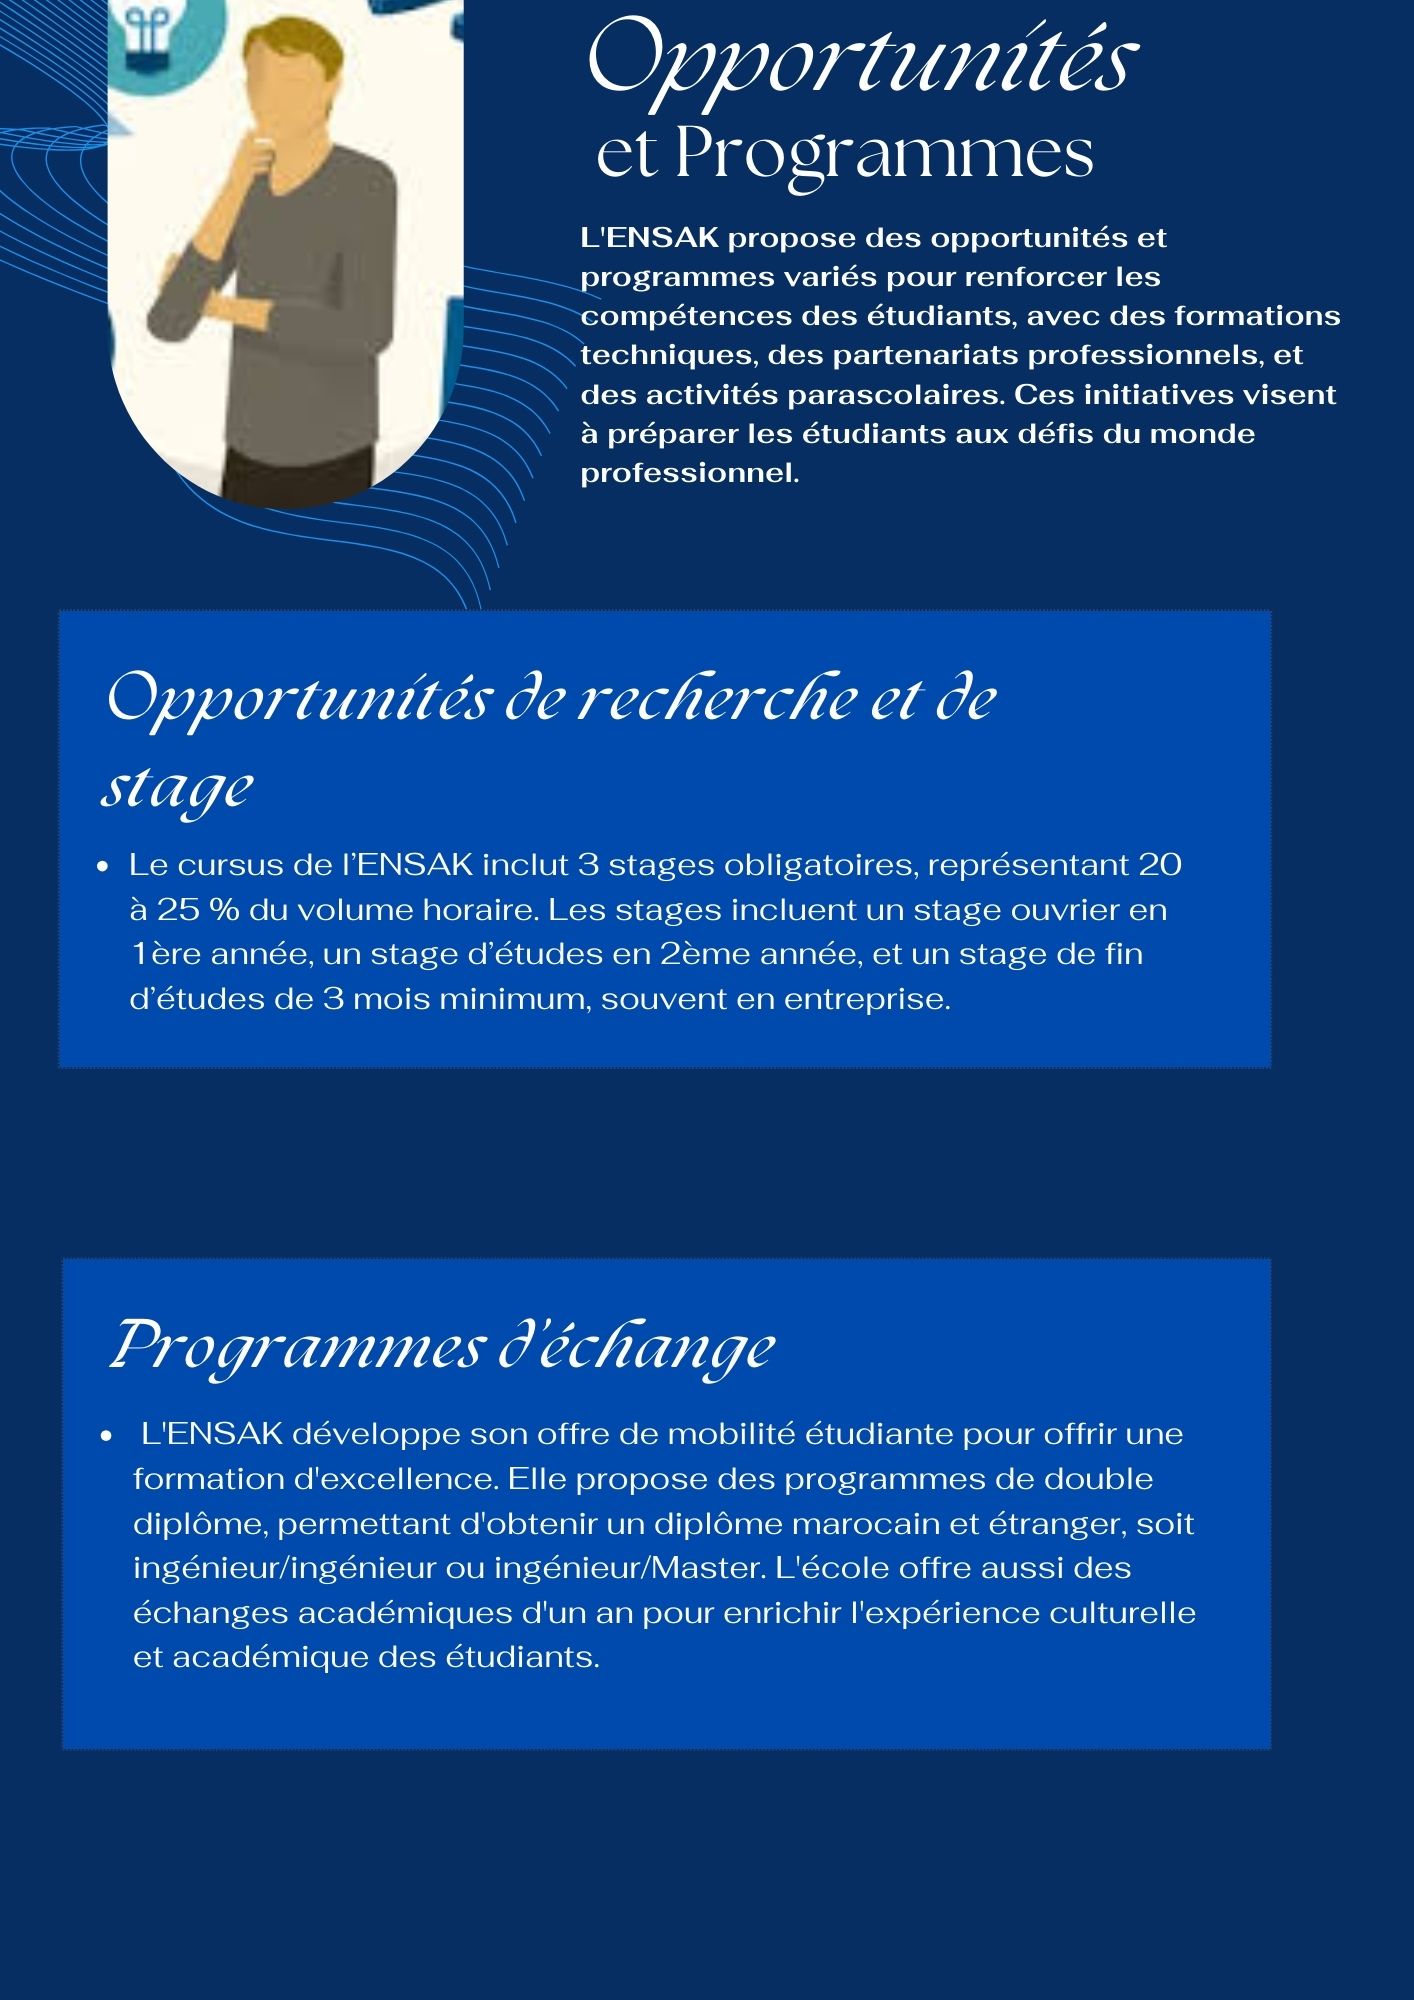 Opportunités
et Programmes
L'ENSAK propose des opportunités et
programmes variés pour renforcer les
compétences des étudiants, avec des formations
techniques, des partenariats professionnels, et
des activités parascolaires. Ces initiatives visent
à préparer les étudiants aux défis du monde
professionnel.
Opportunités de recherche et de
stage
• Le cursus de l’ENSAK inclut 3 stages obligatoires, représentant 20
à 25 % du volume horaire. Les stages incluent un stage ouvrier en
1ère année, un stage d’études en 2ème année, et un stage de fin
d’études de 3 mois minimum, souvent en entreprise.
Programmes d’échange
• L'ENSAK développe son offre de mobilité étudiante pour offrir une
formation d'excellence. Elle propose des programmes de double
diplôme, permettant d'obtenir un diplôme marocain et étranger, soit
ingénieur/ingénieur ou ingénieur/Master. L'école offre aussi des
échanges académiques d'un an pour enrichir l'expérience culturelle
et académique des étudiants.